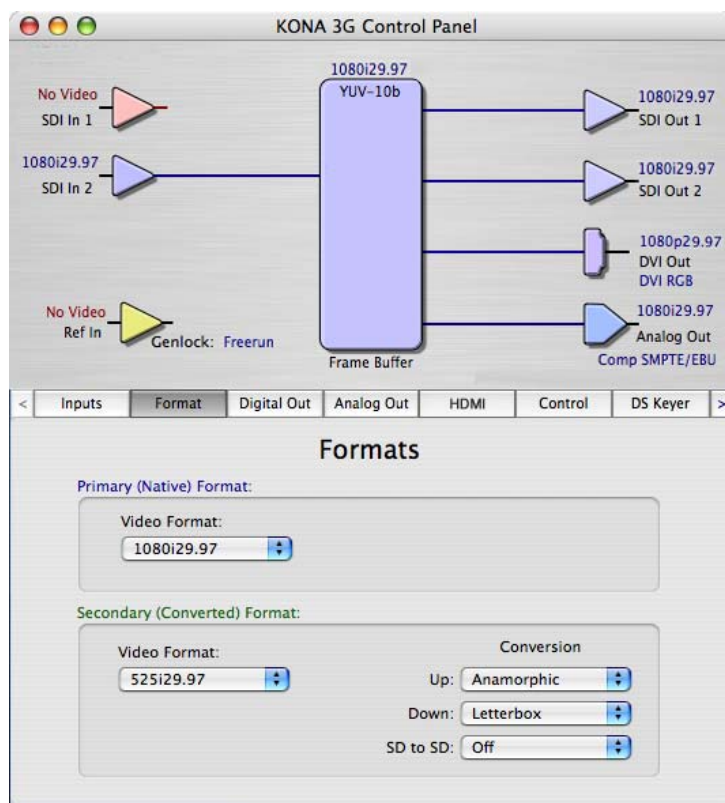 KONA 3G Control Panel
1080i29.97
YUV-10b
No Video
SDI In 1
1080i29.97
SDI Out 1
1080i29.97
SDI In 2
1080i29.97
SDI Out 2
1080p29.97
DVI Out
DVI RGB
No Video
Ref In
Genlock: Freerun
1080i29.97
Analog Out
Comp SMPTE/EBU
Frame Buffer
< Inputs Format Digital Out Analog Out HDMI Control DS Keyer >
Formats
Primary (Native) Format:
Video Format:
1080i29.97
Secondary (Converted) Format:
Video Format:
525i29.97
Conversion
Up: Anamorphic
Down: Letterbox
SD to SD: Off